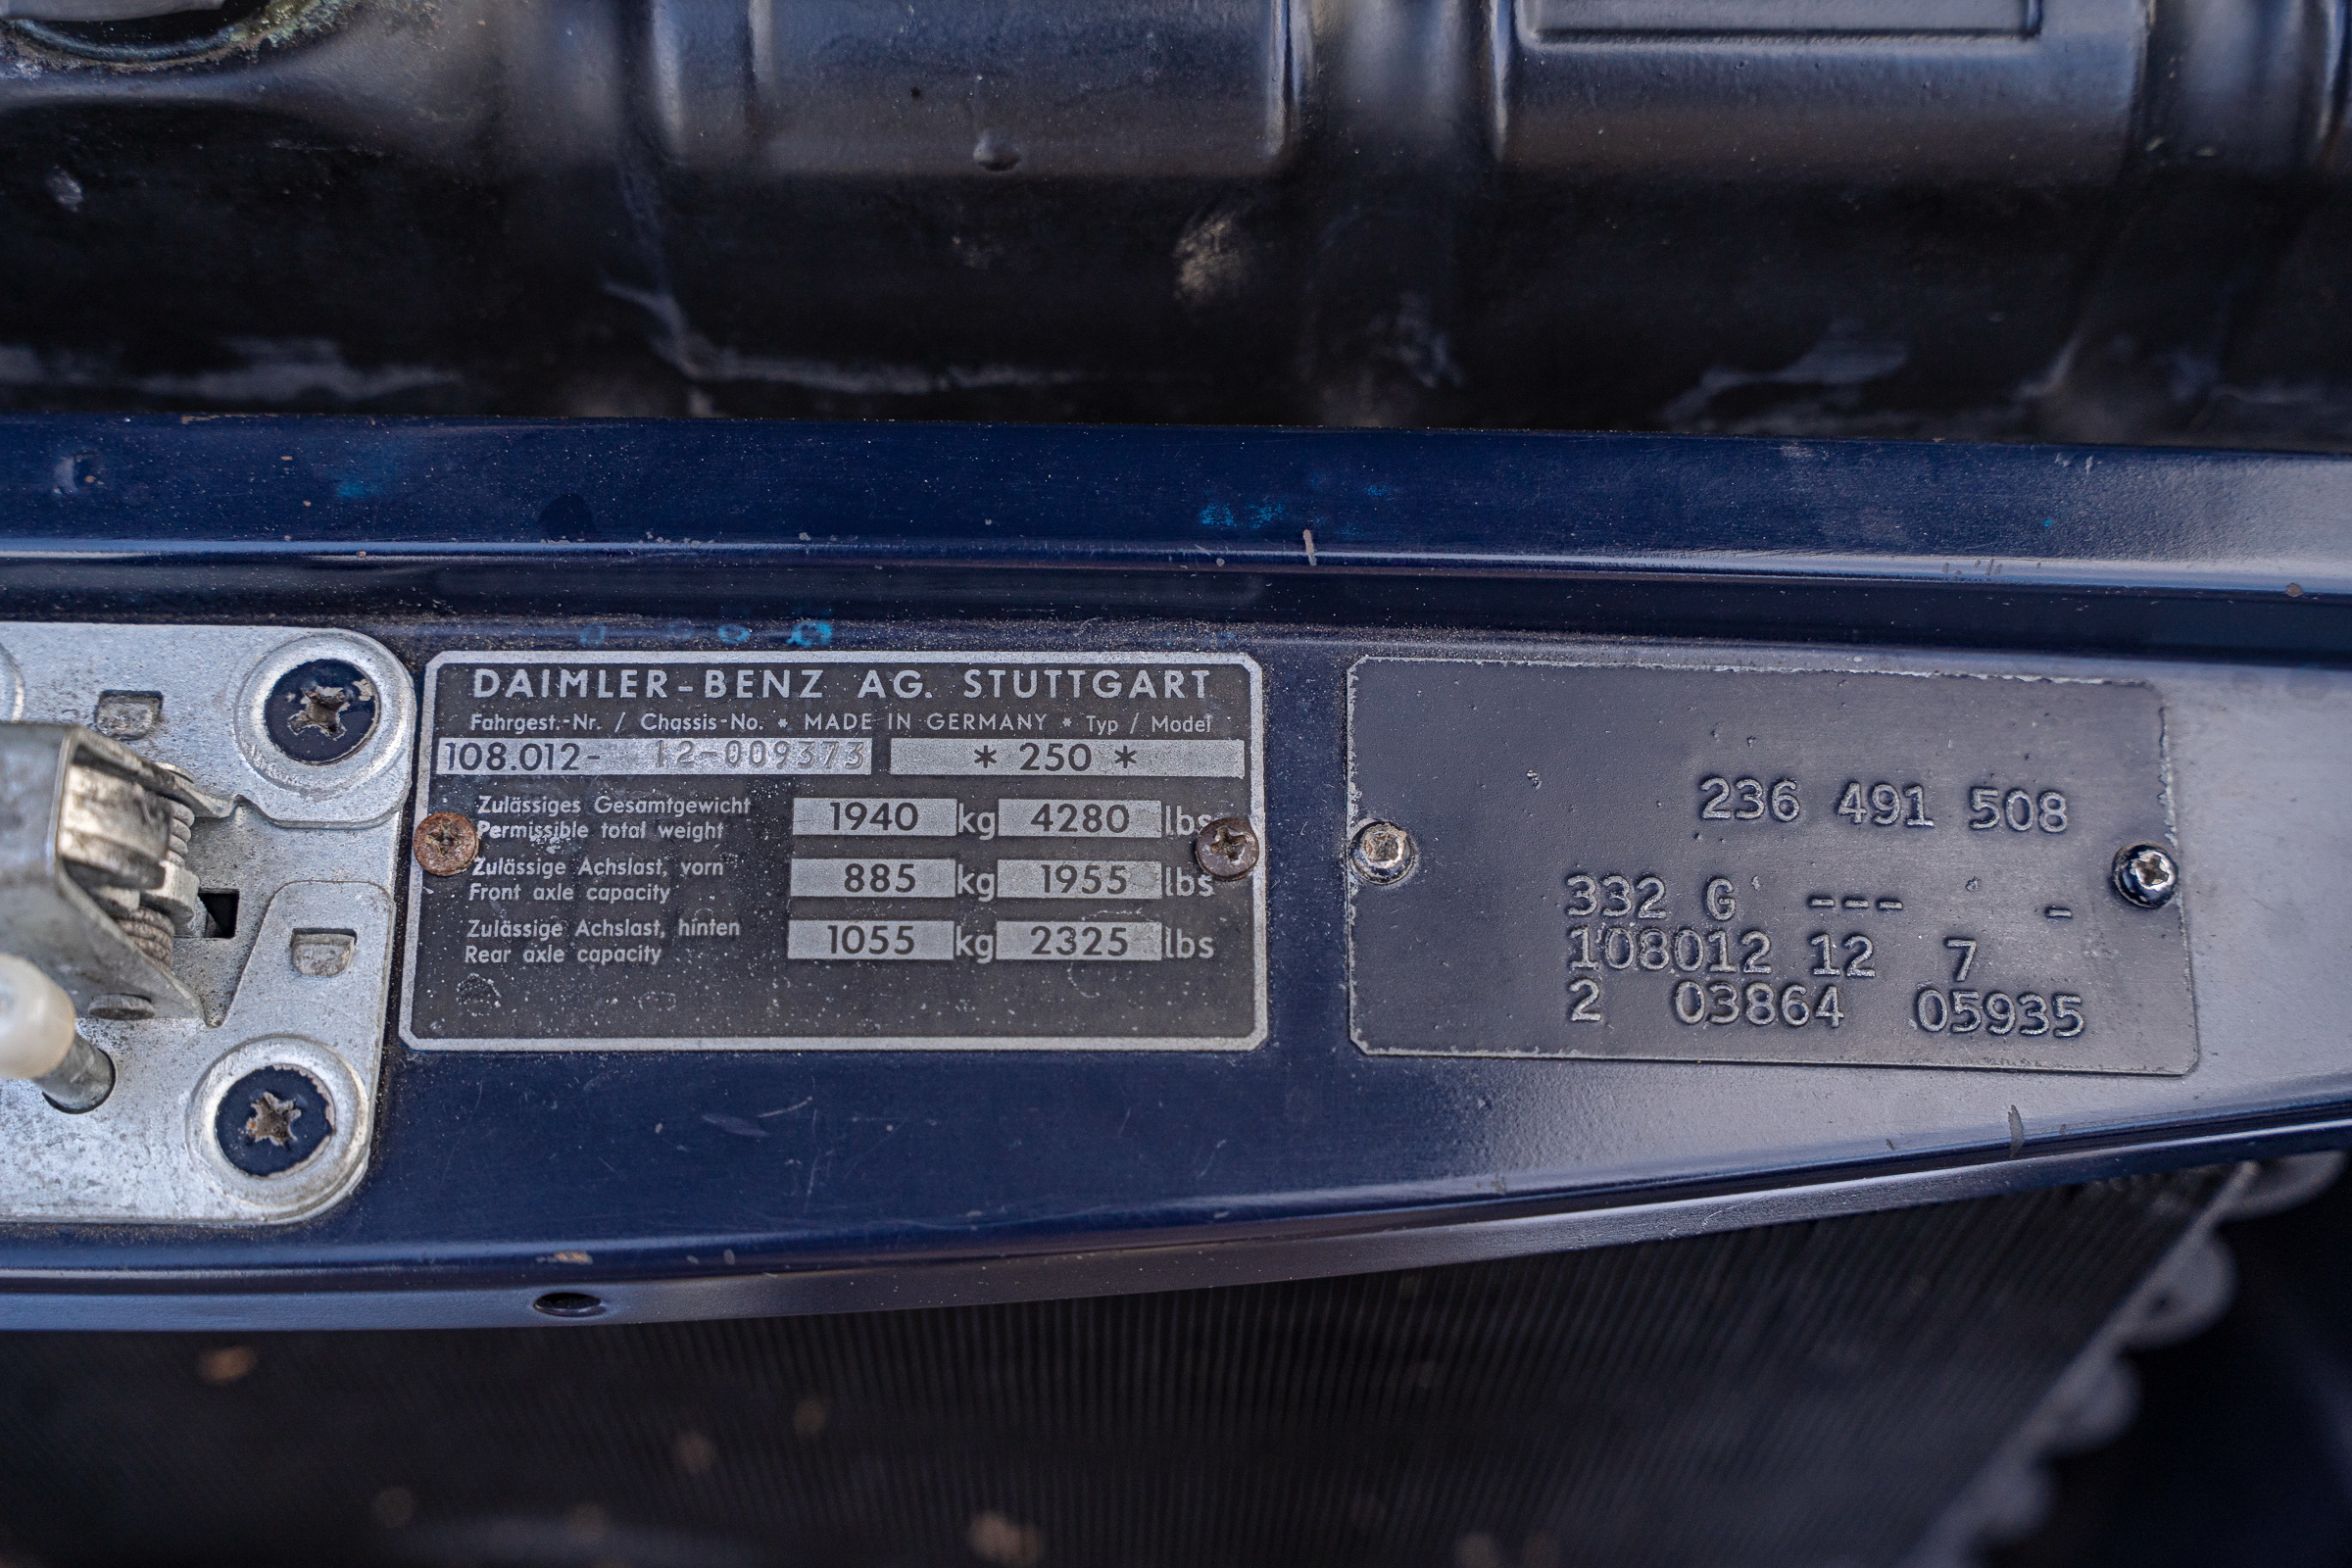 DAIMLER-BENZ AG. STUTTGART
Fahrgest.-Nr. / Chassis-No. * MADE IN GERMANY * Typ / Model
108.012- 12-009373 * 250 *
Zulässiges Gesamtgewicht
Permissible total weight 1940 kg 4280 lbs
Zulässige Achslast, vorn
Front axle capacity 885 kg 1955 lbs
Zulässige Achslast, hinten
Rear axle capacity 1055 kg 2325 lbs
236 491 508
332 G --- -
108012 12 7
2 03864 05935